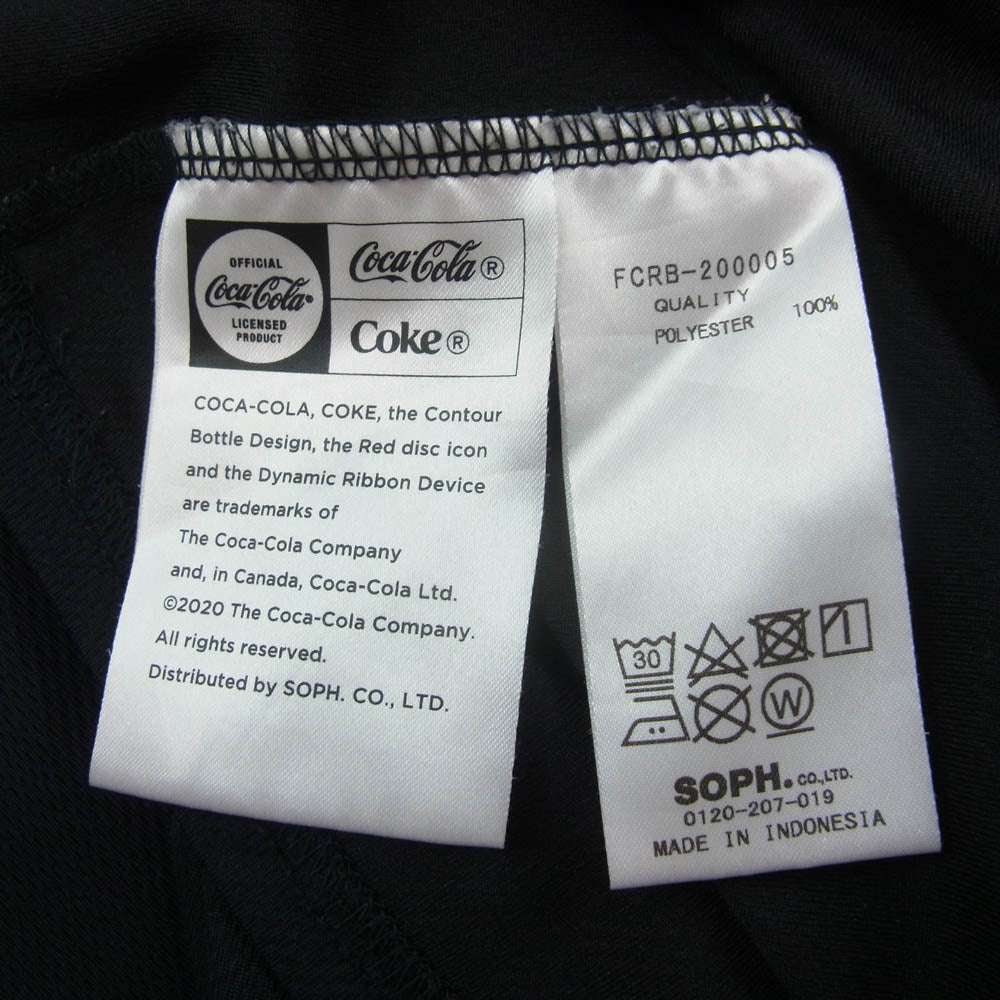 OFFICIAL
Coca-Cola®
LICENSED
PRODUCT
Coca-Cola®
Coke®
COCA-COLA, COKE, the Contour
Bottle Design, the Red disc icon
and the Dynamic Ribbon Device
are trademarks of
The Coca-Cola Company
and, in Canada, Coca-Cola Ltd.
©2020 The Coca-Cola Company.
All rights reserved.
Distributed by SOPH. CO., LTD.
FCRB-200005
QUALITY
POLYESTER 100%
30
W
SOPH. CO.,LTD.
0120-207-019
MADE IN INDONESIA